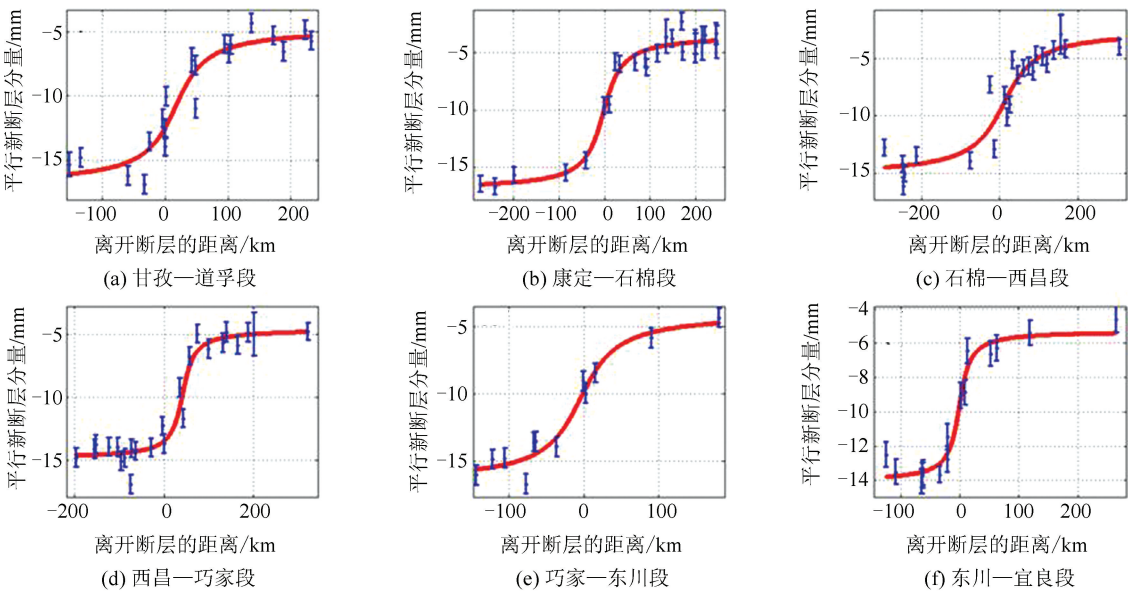 平行新断层分量/mm
−5
−10
−15
−100
0
100
200
离开断层的距离/km
(a) 甘孜—道孚段
平行新断层分量/mm
−5
−10
−15
−200
−100
0
100
200
离开断层的距离/km
(b) 康定—石棉段
平行新断层分量/mm
−5
−10
−15
−200
0
200
离开断层的距离/km
(c) 石棉—西昌段
平行新断层分量/mm
−5
−10
−15
−200
0
200
离开断层的距离/km
(d) 西昌—巧家段
平行新断层分量/mm
−5
−10
−15
−100
0
100
离开断层的距离/km
(e) 巧家—东川段
平行新断层分量/mm
−4
−6
−8
−10
−12
−14
−100
0
100
200
离开断层的距离/km
(f) 东川—宜良段